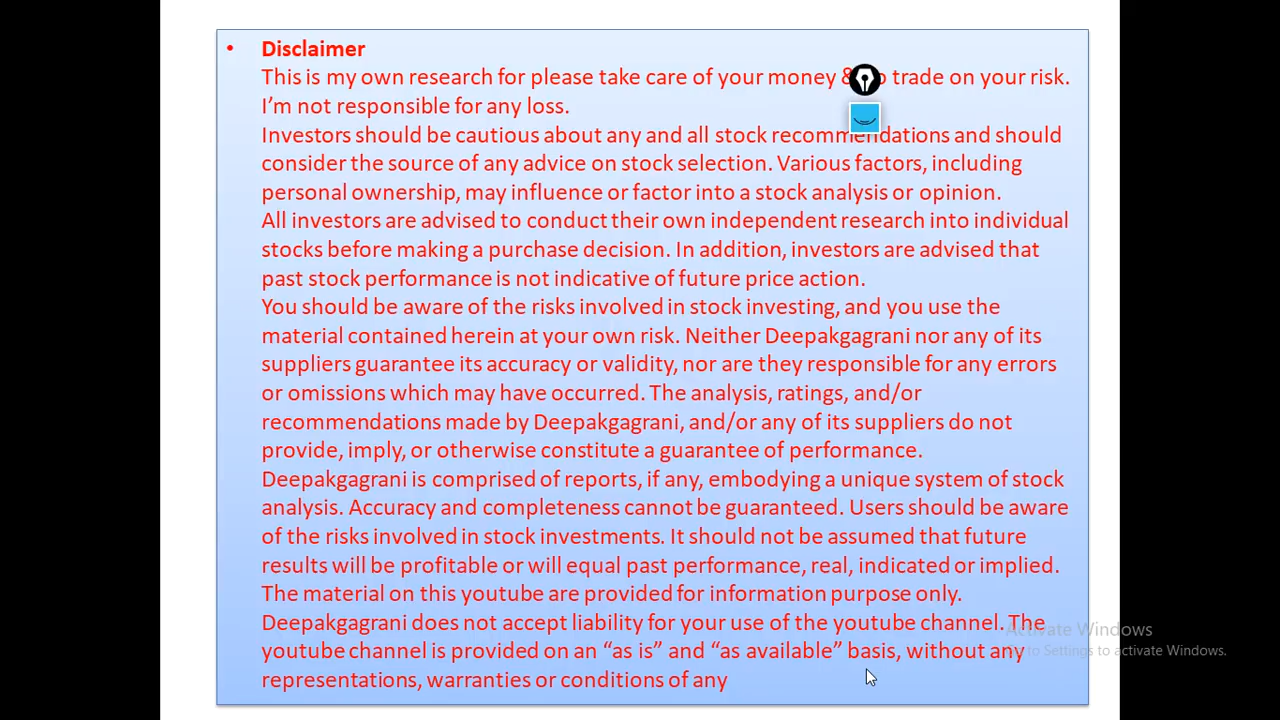 • Disclaimer
This is my own research for please take care of your money & trade on your risk.
I'm not responsible for any loss.
Investors should be cautious about any and all stock recommendations and should
consider the source of any advice on stock selection. Various factors, including
personal ownership, may influence or factor into a stock analysis or opinion.
All investors are advised to conduct their own independent research into individual
stocks before making a purchase decision. In addition, investors are advised that
past stock performance is not indicative of future price action.
You should be aware of the risks involved in stock investing, and you use the
material contained herein at your own risk. Neither Deepakgagrani nor any of its
suppliers guarantee its accuracy or validity, nor are they responsible for any errors
or omissions which may have occurred. The analysis, ratings, and/or
recommendations made by Deepakgagrani, and/or any of its suppliers do not
provide, imply, or otherwise constitute a guarantee of performance.
Deepakgagrani is comprised of reports, if any, embodying a unique system of stock
analysis. Accuracy and completeness cannot be guaranteed. Users should be aware
of the risks involved in stock investments. It should not be assumed that future
results will be profitable or will equal past performance, real, indicated or implied.
The material on this youtube are provided for information purpose only.
Deepakgagrani does not accept liability for your use of the youtube channel. The
youtube channel is provided on an “as is” and “as available” basis, without any
representations, warranties or conditions of any
Activate Windows
Go to Settings to activate Windows.